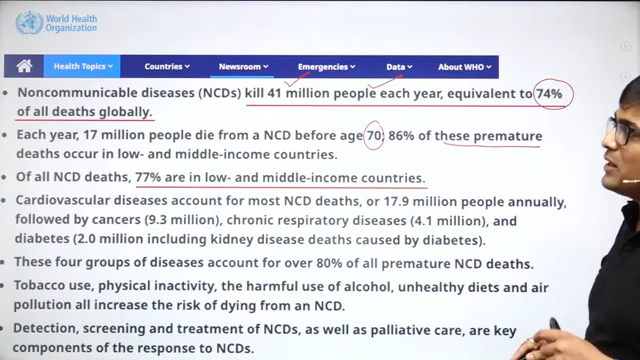 World Health
Organization
Health Topics
Countries
Newsroom
Emergencies
Data
About WHO
• Noncommunicable diseases (NCDs) kill 41 million people each year, equivalent to 74%
of all deaths globally.
• Each year, 17 million people die from a NCD before age 70; 86% of these premature
deaths occur in low- and middle-income countries.
• Of all NCD deaths, 77% are in low- and middle-income countries.
• Cardiovascular diseases account for most NCD deaths, or 17.9 million people annually,
followed by cancers (9.3 million), chronic respiratory diseases (4.1 million), and
diabetes (2.0 million including kidney disease deaths caused by diabetes).
• These four groups of diseases account for over 80% of all premature NCD deaths.
• Tobacco use, physical inactivity, the harmful use of alcohol, unhealthy diets and air
pollution all increase the risk of dying from an NCD.
• Detection, screening and treatment of NCDs, as well as palliative care, are key
components of the response to NCDs.